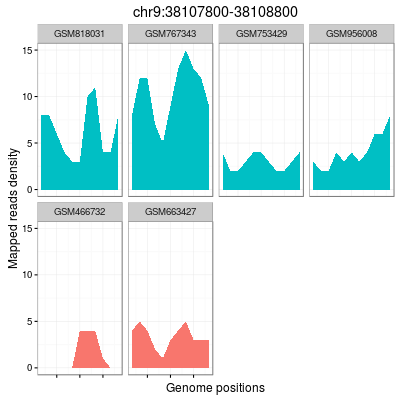 chr9:38107800-38108800
GSM818031 GSM767343 GSM753429 GSM956008
15
10
5
0
GSM466732 GSM663427
15
10
5
0
Mapped reads density
Genome positions